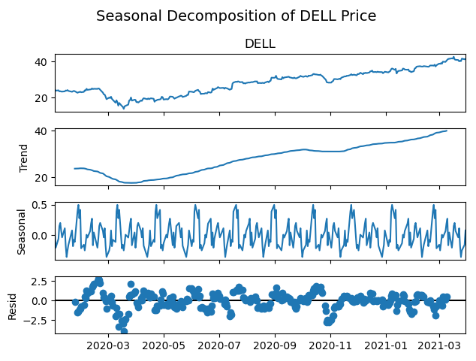 Seasonal Decomposition of DELL Price
DELL
40
20
40
Trend
20
0.5
Seasonal
0.0
2.5
Resid
0.0
−2.5
2020-03 2020-05 2020-07 2020-09 2020-11 2021-01 2021-03